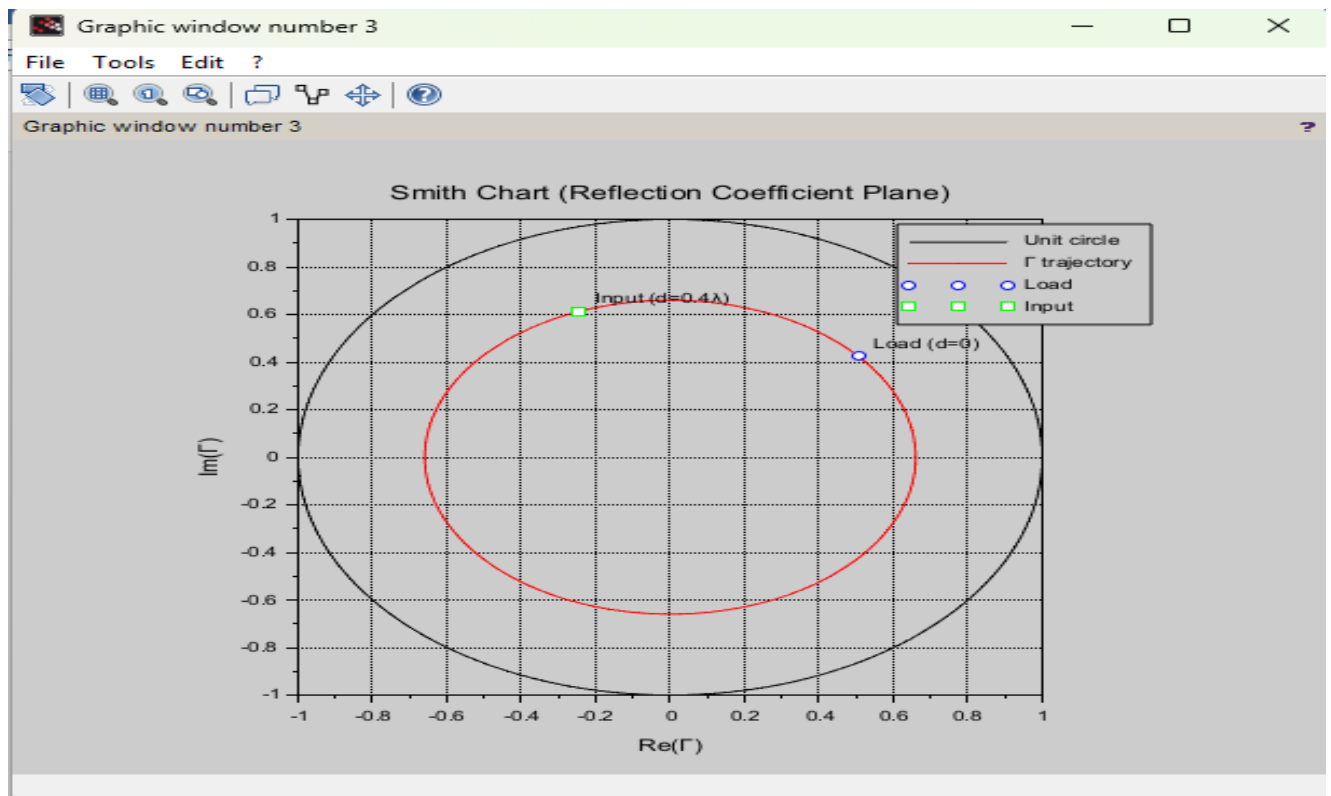 Graphic window number 3
File Tools Edit ?
Graphic window number 3 ?
Smith Chart (Reflection Coefficient Plane)
Unit circle
Γ trajectory
Load
Input
Input (d=0.4λ)
Load (d=0)
1
0.8
0.6
0.4
0.2
0
-0.2
-0.4
-0.6
-0.8
-1
Im(Γ)
-1 -0.8 -0.6 -0.4 -0.2 0 0.2 0.4 0.6 0.8 1
Re(Γ)